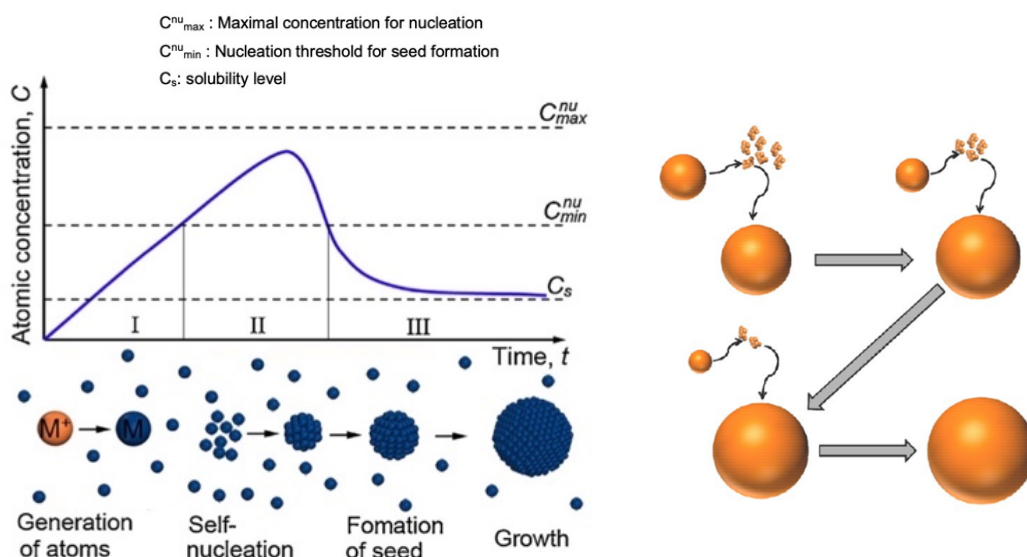 C^nu_max : Maximal concentration for nucleation
C^nu_min : Nucleation threshold for seed formation
C_s: solubility level
Atomic concentration, C
C^nu_max
C^nu_min
C_s
I II III
Time, t
M+ M
Generation
of atoms
Self-
nucleation
Fomation
of seed
Growth